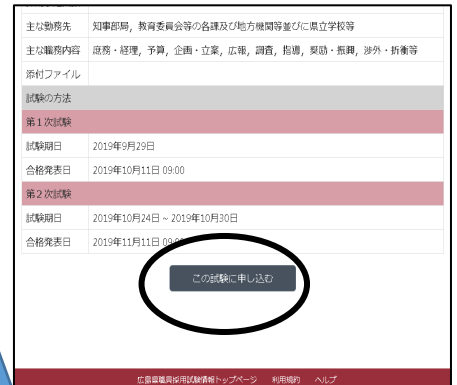 主な勤務先 知事部局，教育委員会等の各課及び地方機関等並びに県立学校等
主な職務内容 庶務・経理，予算，企画・立案，広報，調査，指導，奨励・振興，渉外・折衝等
添付ファイル
試験の方法
第１次試験
試験期日 2019年9月29日
合格発表日 2019年10月11日 09:00
第２次試験
試験期日 2019年10月24日 ~ 2019年10月30日
合格発表日 2019年11月11日
この試験に申し込む
広島県職員採用試験情報トップページ 利用規約 ヘルプ